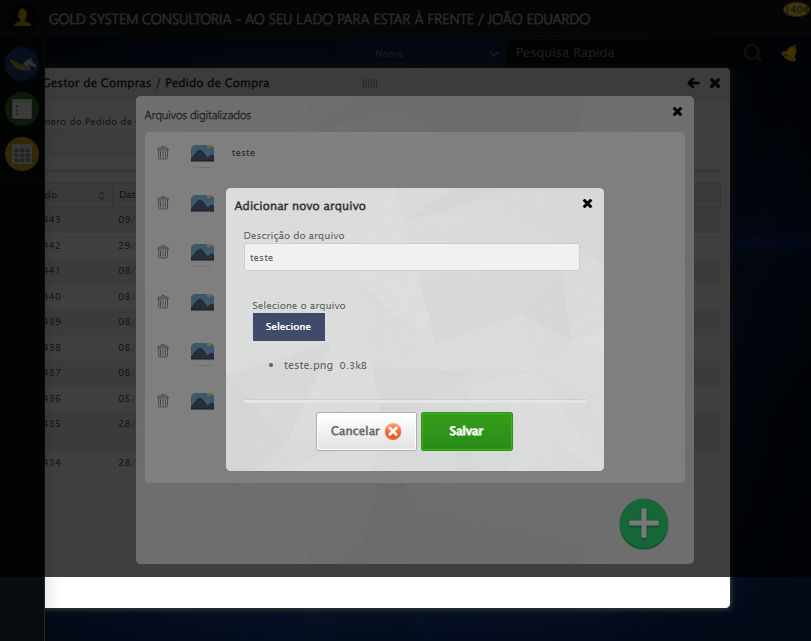 GOLD SYSTEM CONSULTORIA - AO SEU LADO PARA ESTAR À FRENTE / JOÃO EDUARDO
1404
Nome
Pesquisa Rapida
Gestor de Compras / Pedido de Compra
Arquivos digitalizados
nero do Pedido de
teste
Adicionar novo arquivo
Descrição do arquivo
teste
Selecione o arquivo
Selecione
• teste.png 0.3kB
Cancelar
Salvar
do Dat
443 09/
442 29/
441 08/
440 08/
439 08/
438 08/
437 08/
436 05/
435 28/
434 28/